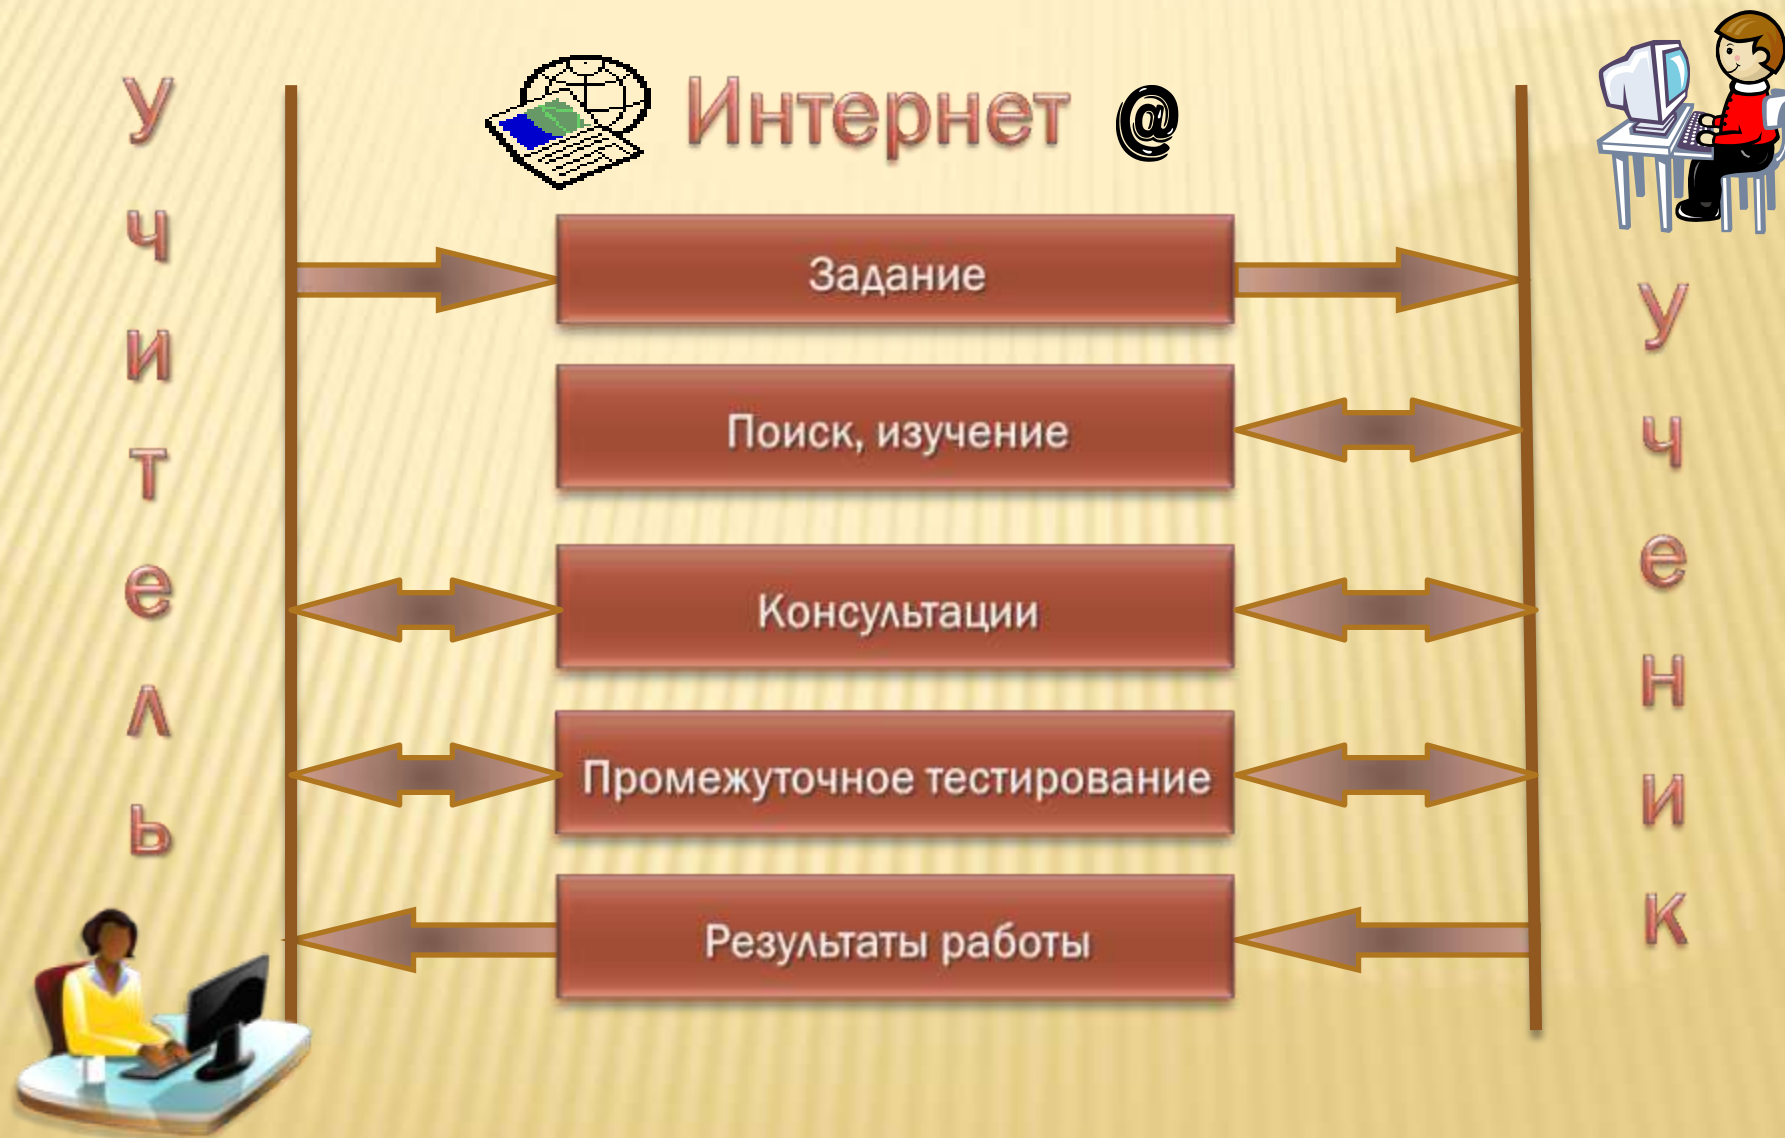 Учитель
Интернет @
Задание
Поиск, изучение
Консультации
Промежуточное тестирование
Результаты работы
Ученик